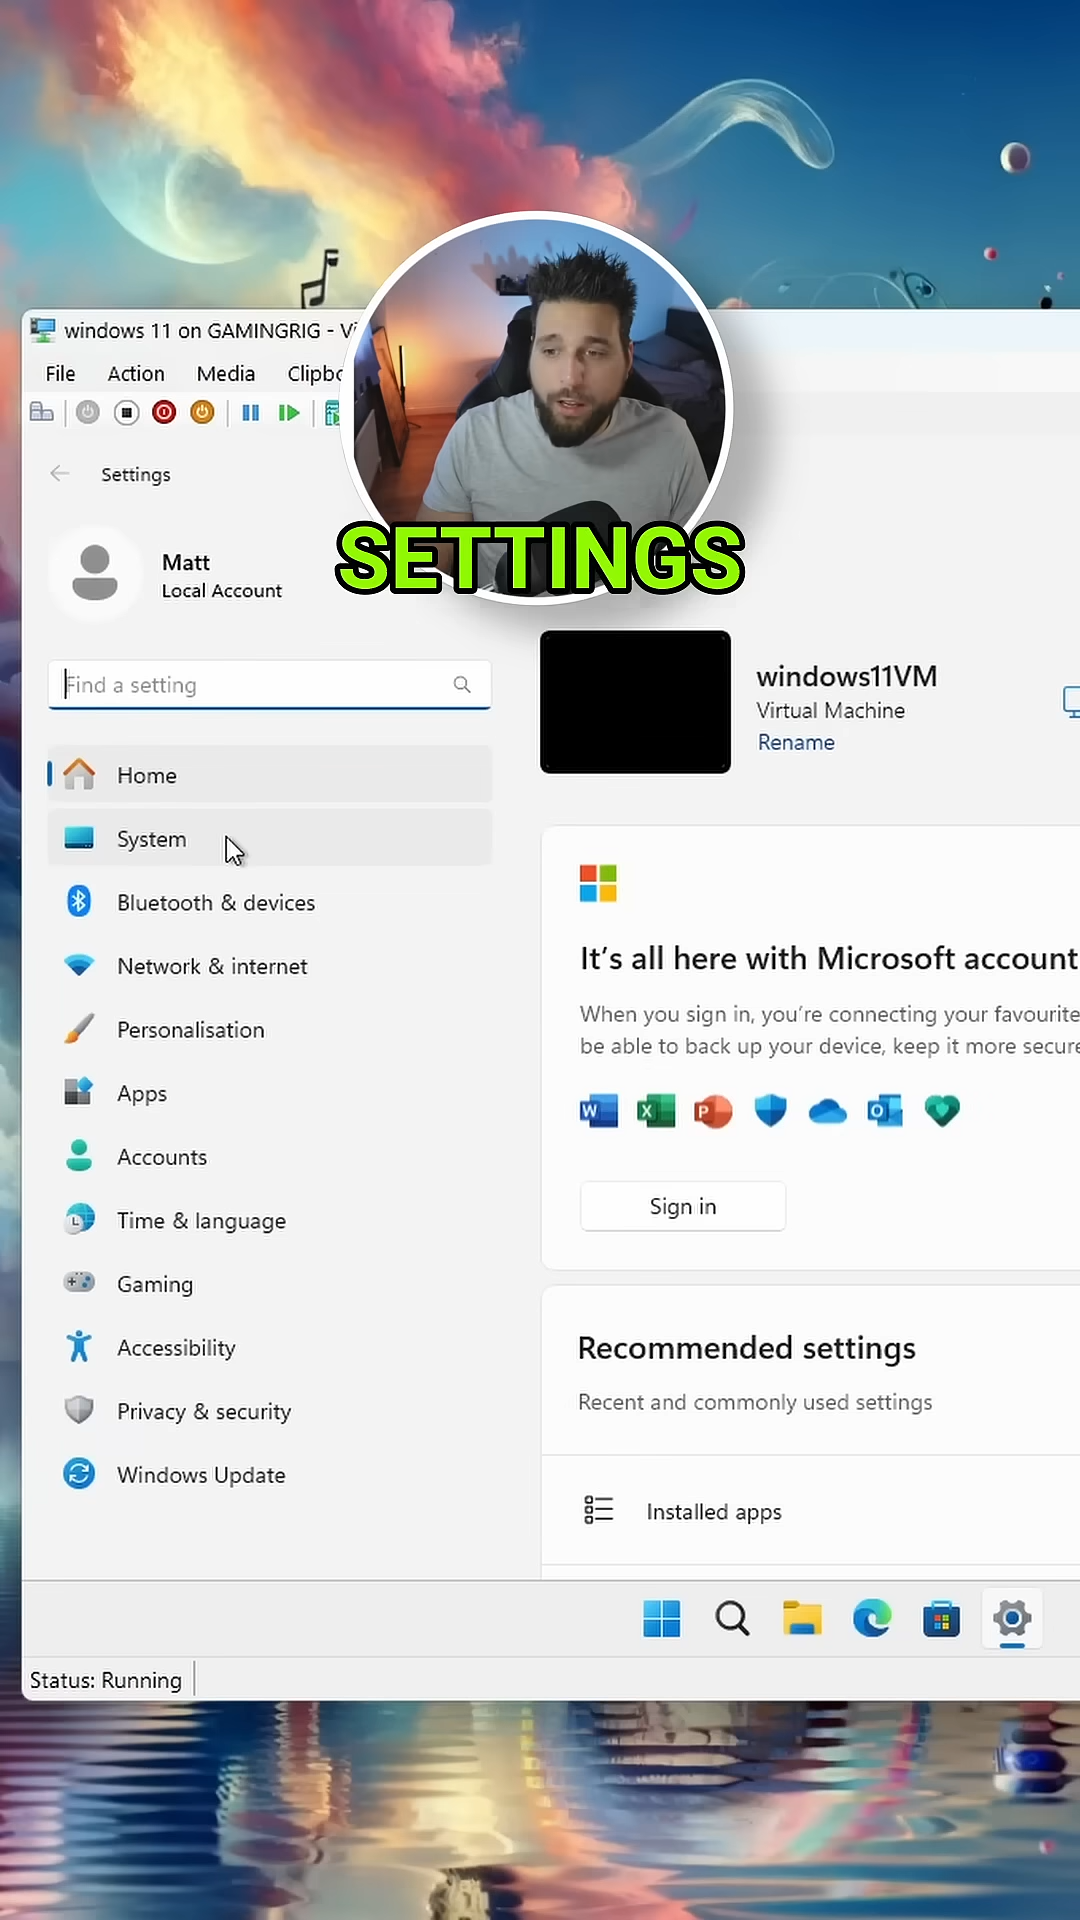 windows 11 on GAMINGRIG - Vi
File Action Media Clipbo
Settings
Matt
Local Account
SETTINGS
Find a setting
windows11VM
Virtual Machine
Rename
Home
System
Bluetooth & devices
Network & internet
Personalisation
Apps
Accounts
Time & language
Gaming
Accessibility
Privacy & security
Windows Update
It's all here with Microsoft account
When you sign in, you're connecting your favourite
be able to back up your device, keep it more secure
Sign in
Recommended settings
Recent and commonly used settings
Installed apps
Status: Running